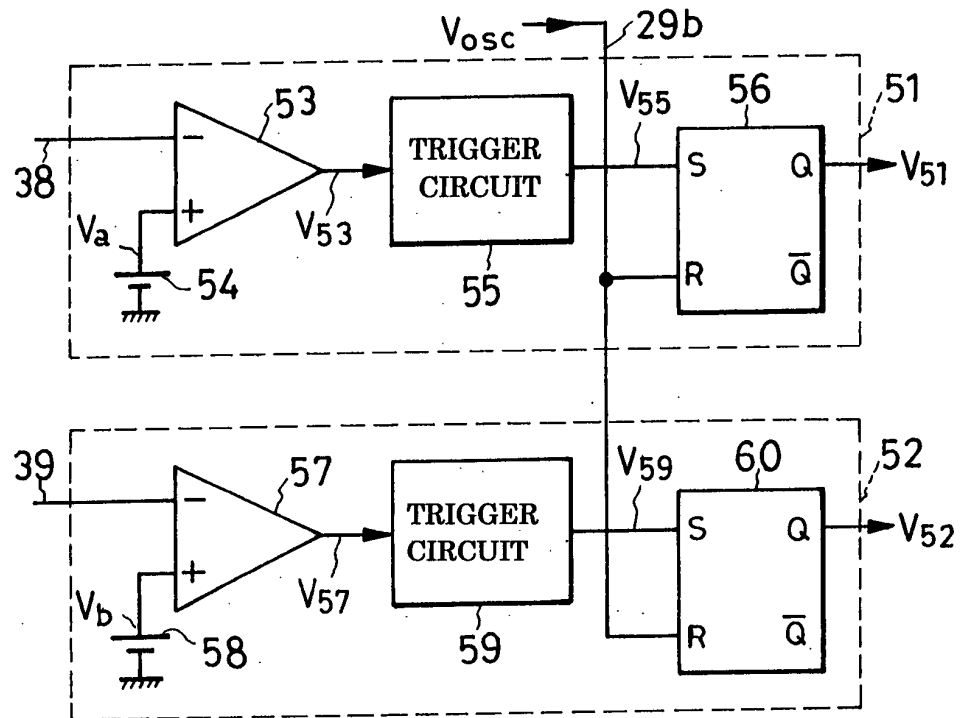 Vosc
29b
53
V55
56
51
38
−
+
Va
54
V53
TRIGGER
CIRCUIT
55
S
Q
R
Q̅
V51
39
57
V59
60
52
−
+
Vb
58
V57
TRIGGER
CIRCUIT
59
S
Q
R
Q̅
V52